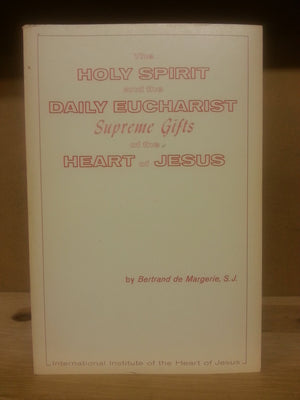 The
HOLY SPIRIT
and the
DAILY EUCHARIST
Supreme Gifts
of the
HEART of JESUS
by Bertrand de Margerie, S.J.
International Institute of the Heart of Jesus